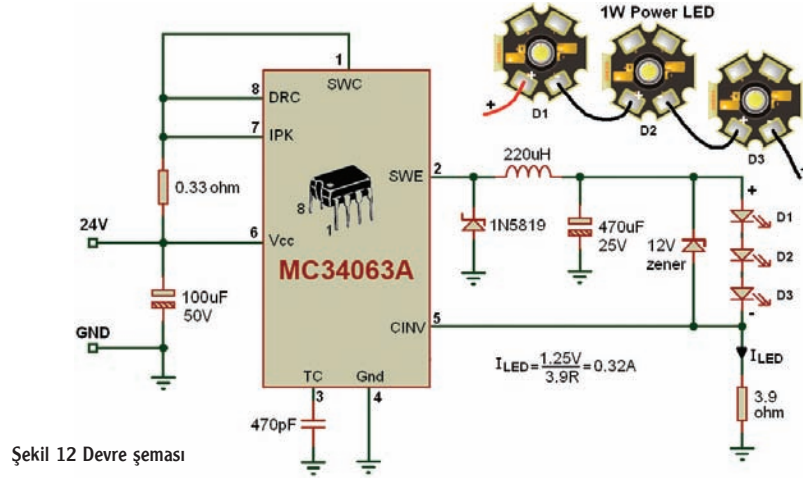 1W Power LED
+
D1
+
D2
+
D3
-
1
SWC
8
DRC
7
IPK
0.33 ohm
24V
6
Vcc
8
1
MC34063A
100uF
50V
GND
TC
3
Gnd
4
470pF
2
SWE
220uH
1N5819
470uF
25V
12V
zener
+
D1
D2
D3
-
5
CINV
ILED
ILED=1.25V/3.9R=0.32A
3.9
ohm
Şekil 12 Devre şeması